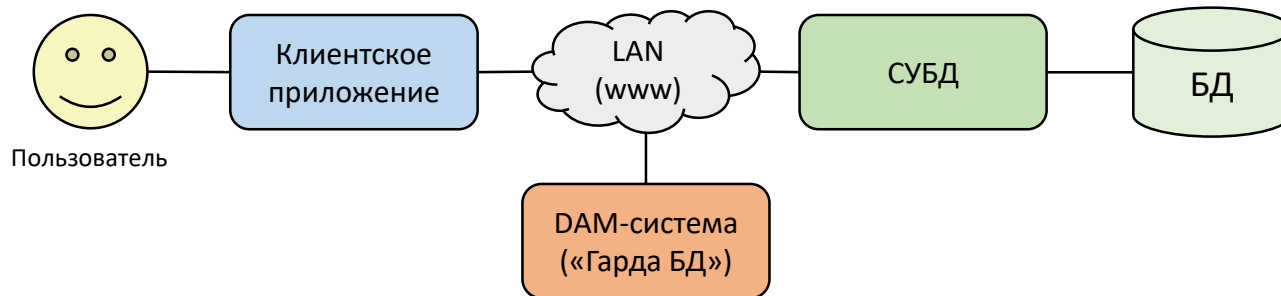 Пользователь
Клиентское
приложение
LAN
(www)
СУБД
БД
DAM-система
(«Гарда БД»)